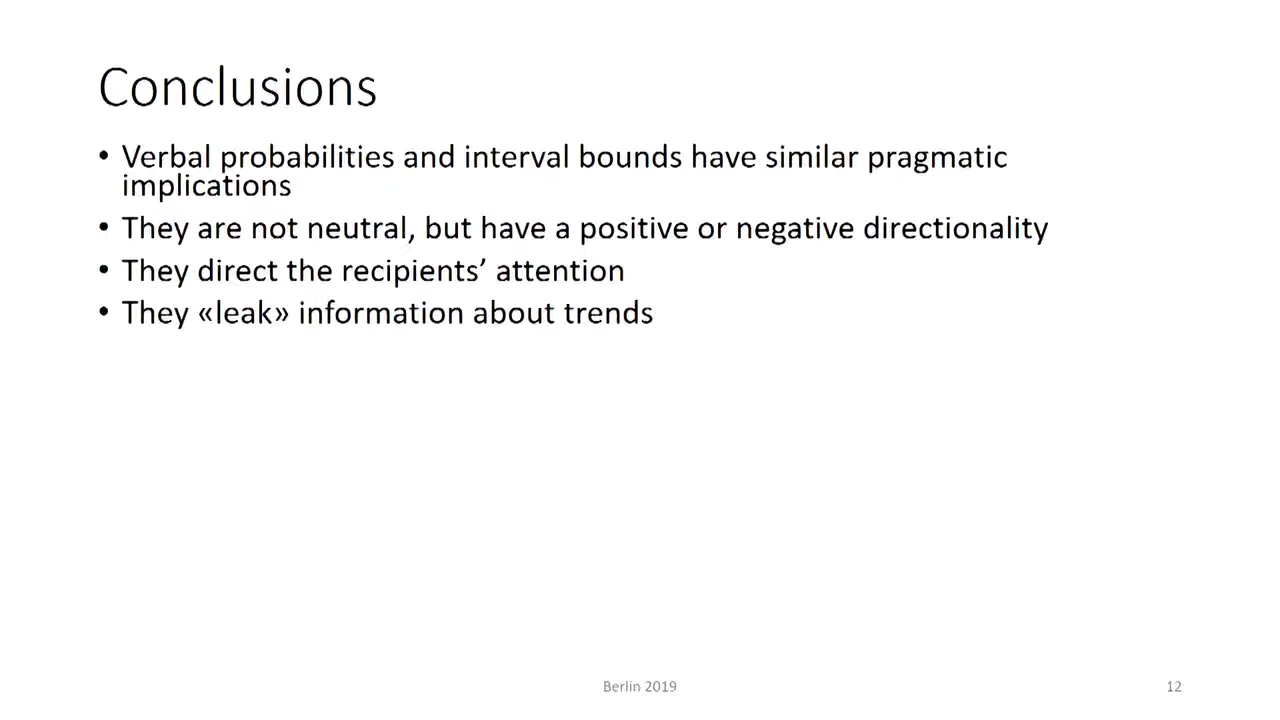 Conclusions
• Verbal probabilities and interval bounds have similar pragmatic
implications
• They are not neutral, but have a positive or negative directionality
• They direct the recipients’ attention
• They «leak» information about trends
Berlin 2019
12